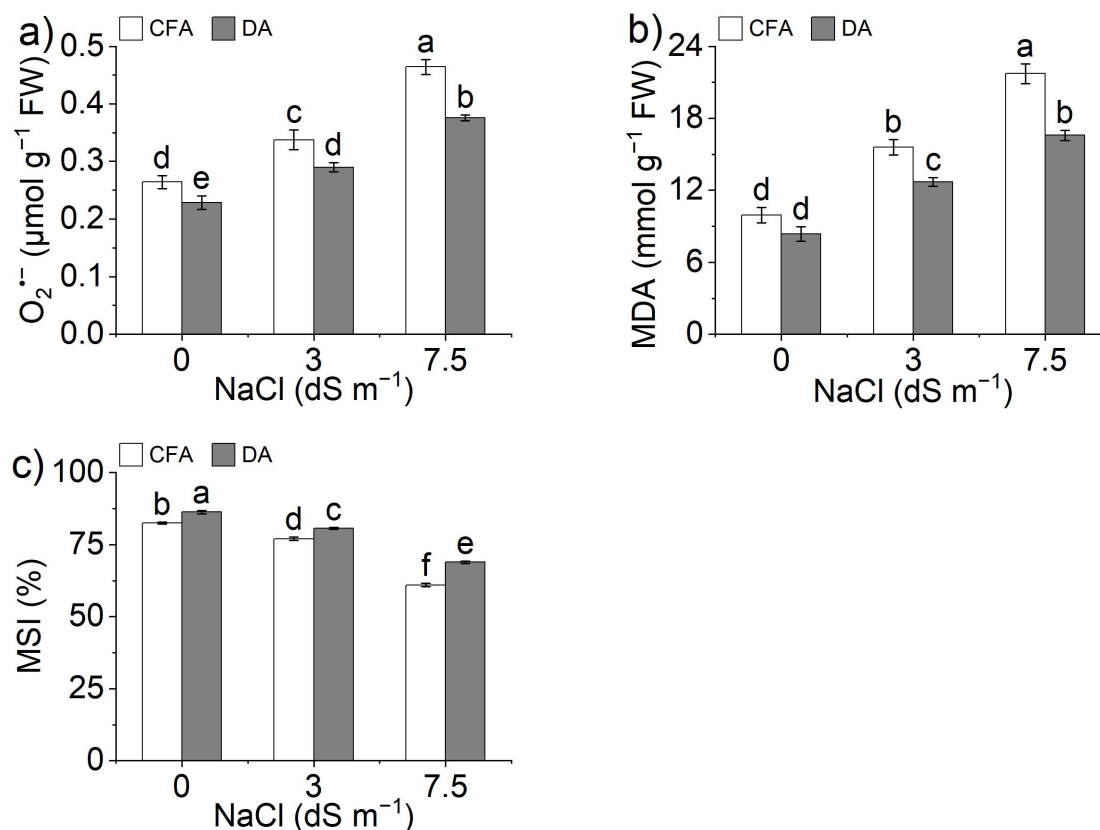 a)
CFA DA
O₂•− (µmol g⁻¹ FW)
0.5
0.4
0.3
0.2
0.1
0.0
d e c d a b
0 3 7.5
NaCl (dS m⁻¹)
b)
CFA DA
MDA (mmol g⁻¹ FW)
24
18
12
6
0
d d b c a b
0 3 7.5
NaCl (dS m⁻¹)
c)
CFA DA
MSI (%)
100
75
50
25
0
b a d c f e
0 3 7.5
NaCl (dS m⁻¹)